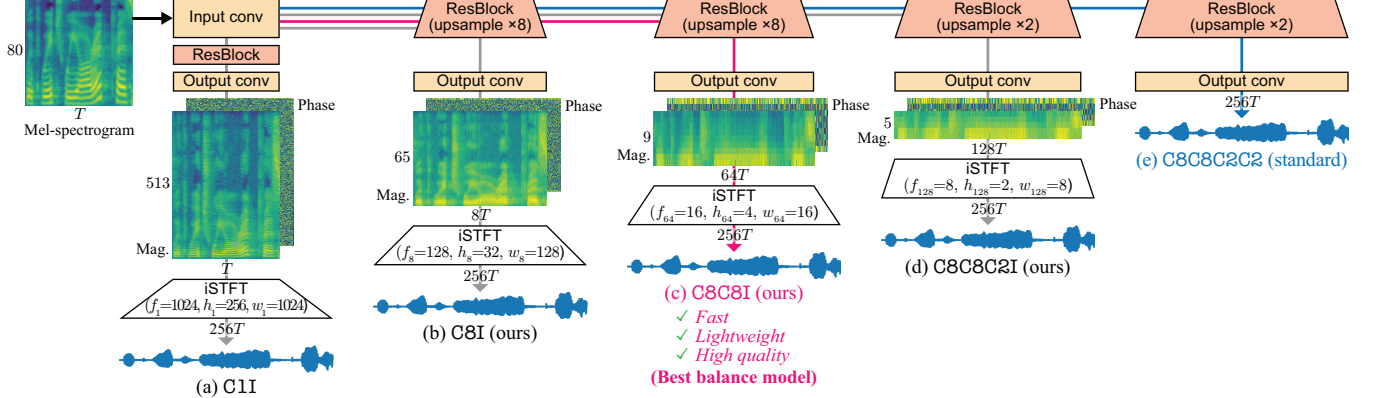 80
T
Mel-spectrogram
Input conv
ResBlock
Output conv
Phase
513
Mag.
T
iSTFT
(f₁=1024, h₁=256, w₁=1024)
256T
(a) C1I
ResBlock
(upsample ×8)
Output conv
Phase
65
Mag.
8T
iSTFT
(f₈=128, h₈=32, w₈=128)
256T
(b) C8I (ours)
ResBlock
(upsample ×8)
Output conv
Phase
9
Mag.
64T
iSTFT
(f₆₄=16, h₆₄=4, w₆₄=16)
256T
(c) C8C8I (ours)
✓ Fast
✓ Lightweight
✓ High quality
(Best balance model)
ResBlock
(upsample ×2)
Output conv
Phase
5
Mag.
128T
iSTFT
(f₁₂₈=8, h₁₂₈=2, w₁₂₈=8)
256T
(d) C8C8C2I (ours)
ResBlock
(upsample ×2)
Output conv
256T
(e) C8C8C2C2 (standard)